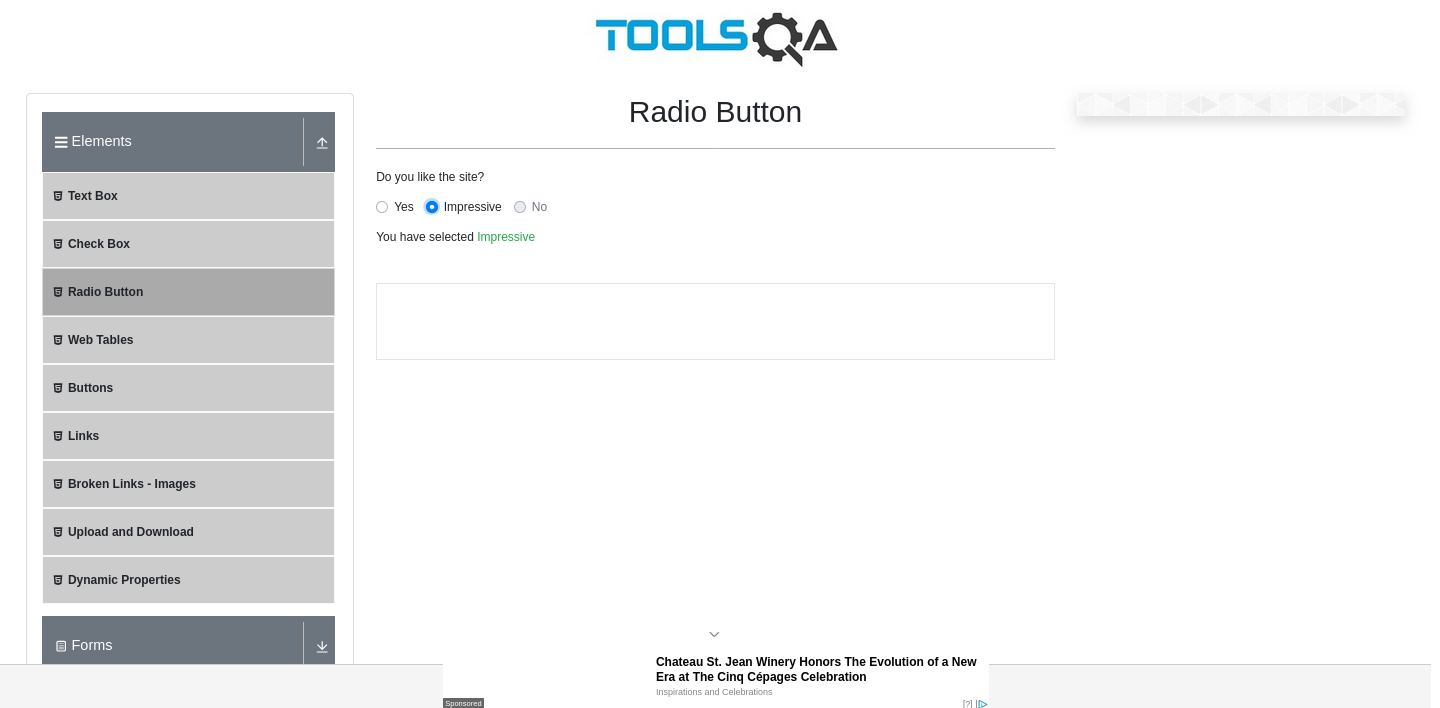 TOOLSQA
Elements
Text Box
Check Box
Radio Button
Web Tables
Buttons
Links
Broken Links - Images
Upload and Download
Dynamic Properties
Forms
Radio Button
Do you like the site?
Yes Impressive No
You have selected Impressive
Chateau St. Jean Winery Honors The Evolution of a New
Era at The Cinq Cépages Celebration
Inspirations and Celebrations
Sponsored
[?]